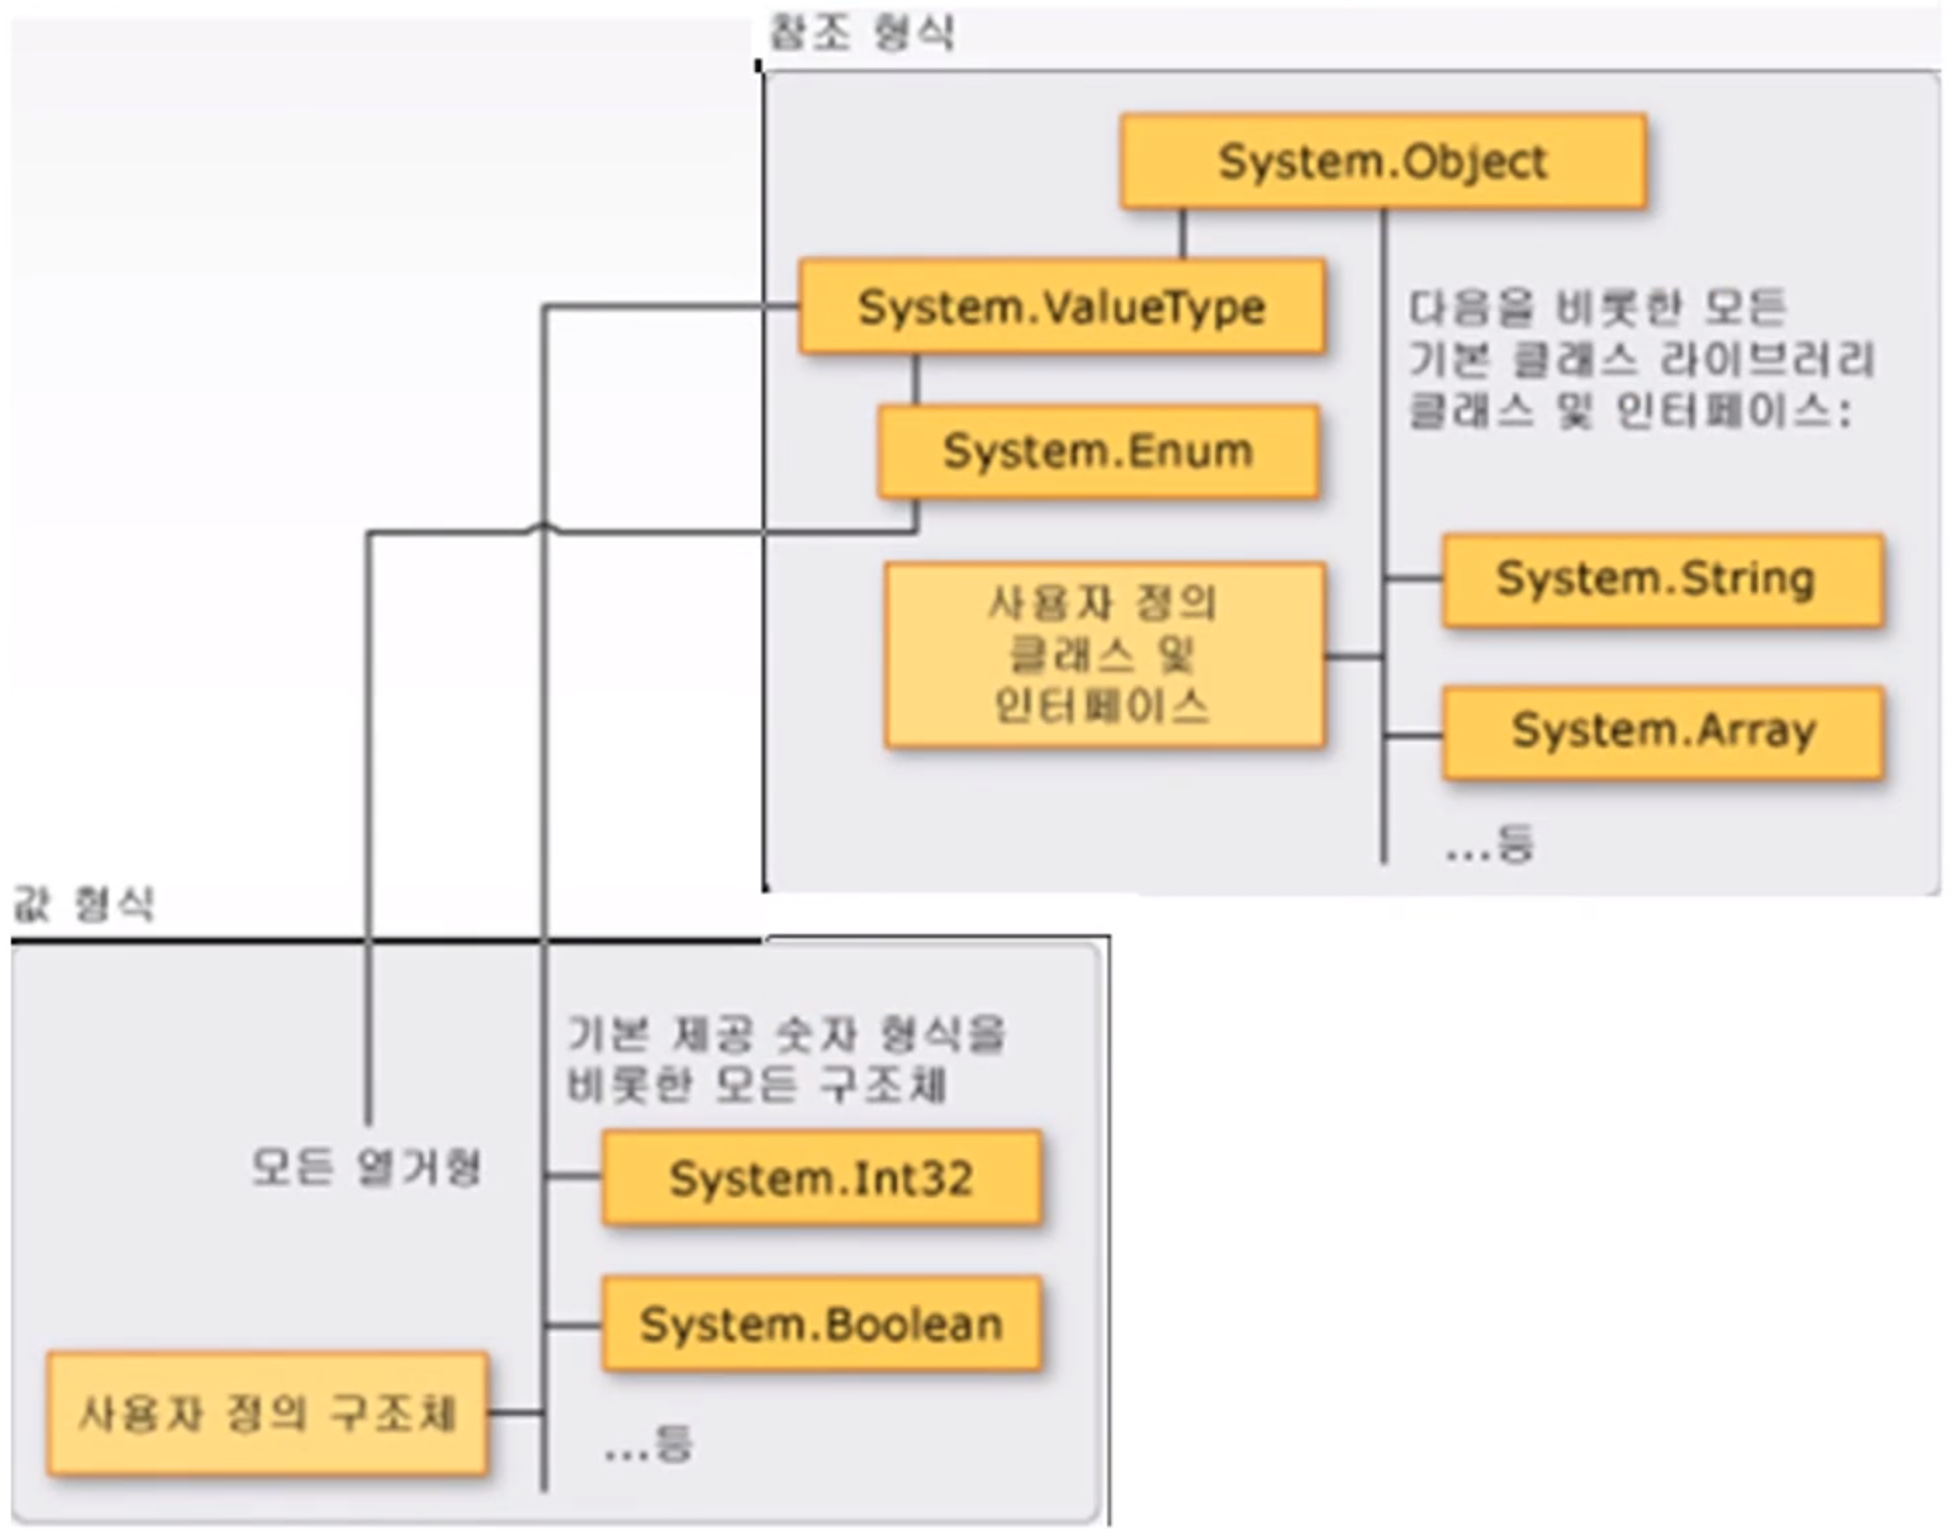 참조 형식
System.Object
System.ValueType
다음을 비롯한 모든
기본 클래스 라이브러리
클래스 및 인터페이스:
System.Enum
System.String
사용자 정의
클래스 및
인터페이스
System.Array
...등
값 형식
기본 제공 숫자 형식을
비롯한 모든 구조체
모든 열거형
System.Int32
System.Boolean
사용자 정의 구조체
...등